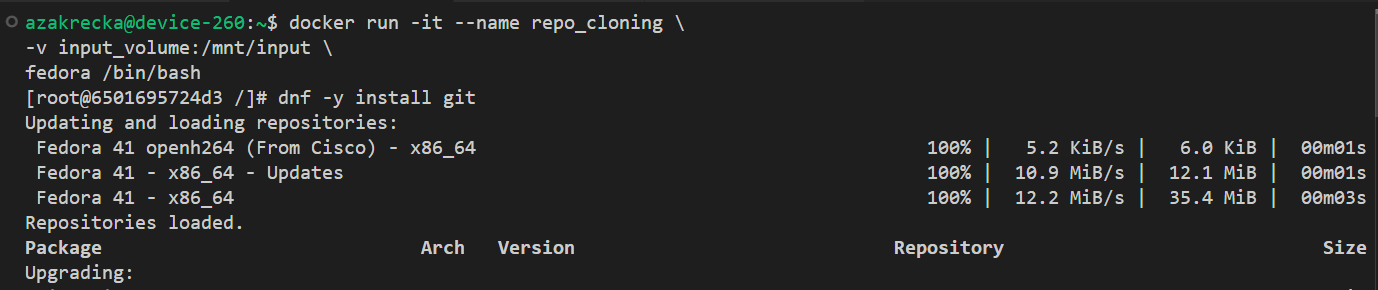 azakrecka@device-260:~$ docker run -it --name repo_cloning \
-v input_volume:/mnt/input \
fedora /bin/bash
[root@6501695724d3 /]# dnf -y install git
Updating and loading repositories:
 Fedora 41 openh264 (From Cisco) - x86_64 100% | 5.2 KiB/s | 6.0 KiB | 00m01s
 Fedora 41 - x86_64 - Updates 100% | 10.9 MiB/s | 12.1 MiB | 00m01s
 Fedora 41 - x86_64 100% | 12.2 MiB/s | 35.4 MiB | 00m03s
Repositories loaded.
Package Arch Version Repository Size
Upgrading: